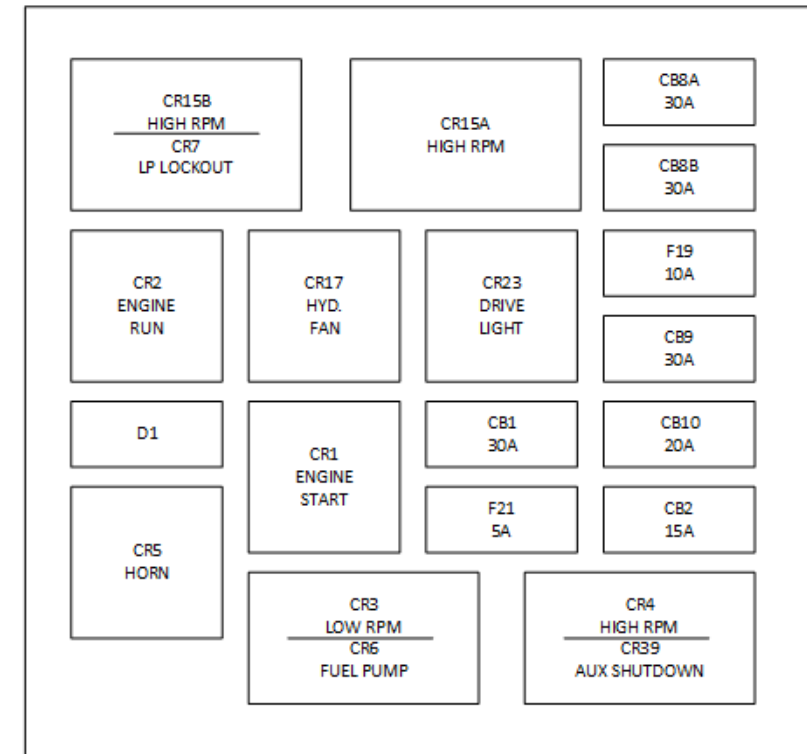 CR15B
HIGH RPM
CR7
LP LOCKOUT
CR15A
HIGH RPM
CB8A
30A
CB8B
30A
CR2
ENGINE
RUN
CR17
HYD.
FAN
CR23
DRIVE
LIGHT
F19
10A
CB9
30A
D1
CR1
ENGINE
START
CB1
30A
CB10
20A
CR5
HORN
F21
5A
CB2
15A
CR3
LOW RPM
CR6
FUEL PUMP
CR4
HIGH RPM
CR39
AUX SHUTDOWN